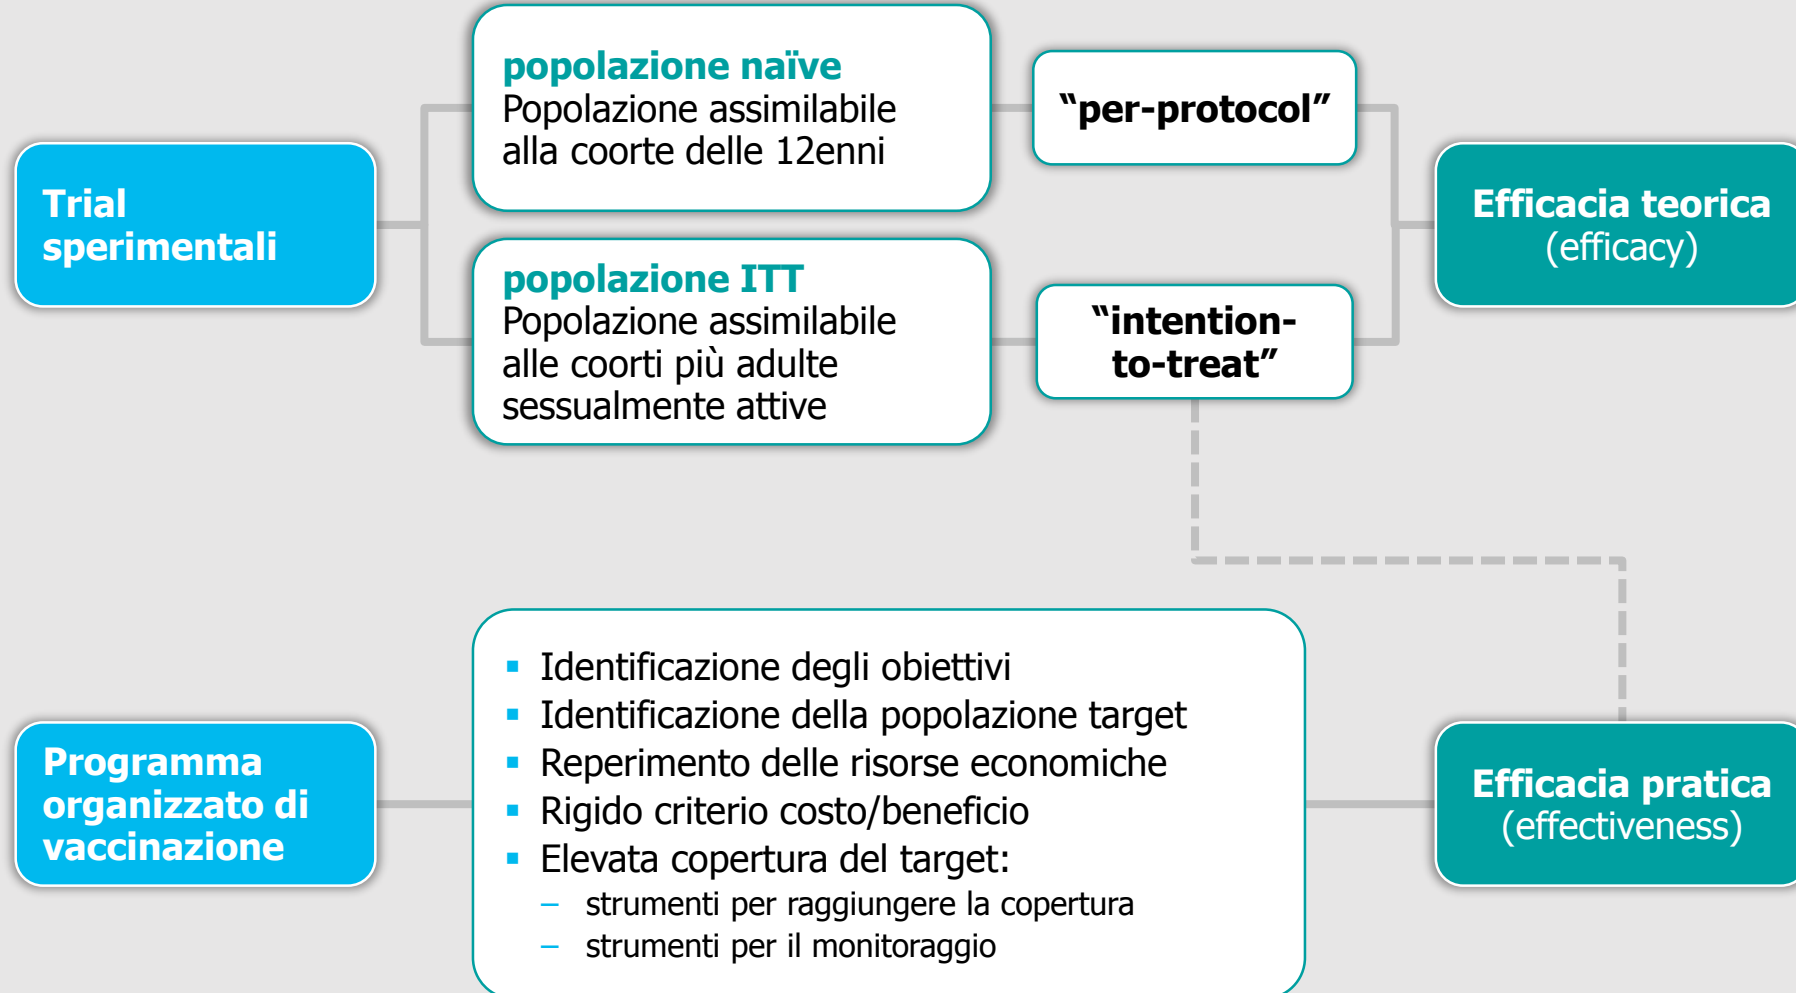 popolazione naïve
Popolazione assimilabile
alla coorte delle 12enni
"per-protocol"
Trial
sperimentali
Efficacia teorica
(efficacy)
popolazione ITT
Popolazione assimilabile
alle coorti più adulte
sessualmente attive
"intention-
to-treat"
Programma
organizzato di
vaccinazione
▪ Identificazione degli obiettivi
▪ Identificazione della popolazione target
▪ Reperimento delle risorse economiche
▪ Rigido criterio costo/beneficio
▪ Elevata copertura del target:
– strumenti per raggiungere la copertura
– strumenti per il monitoraggio
Efficacia pratica
(effectiveness)